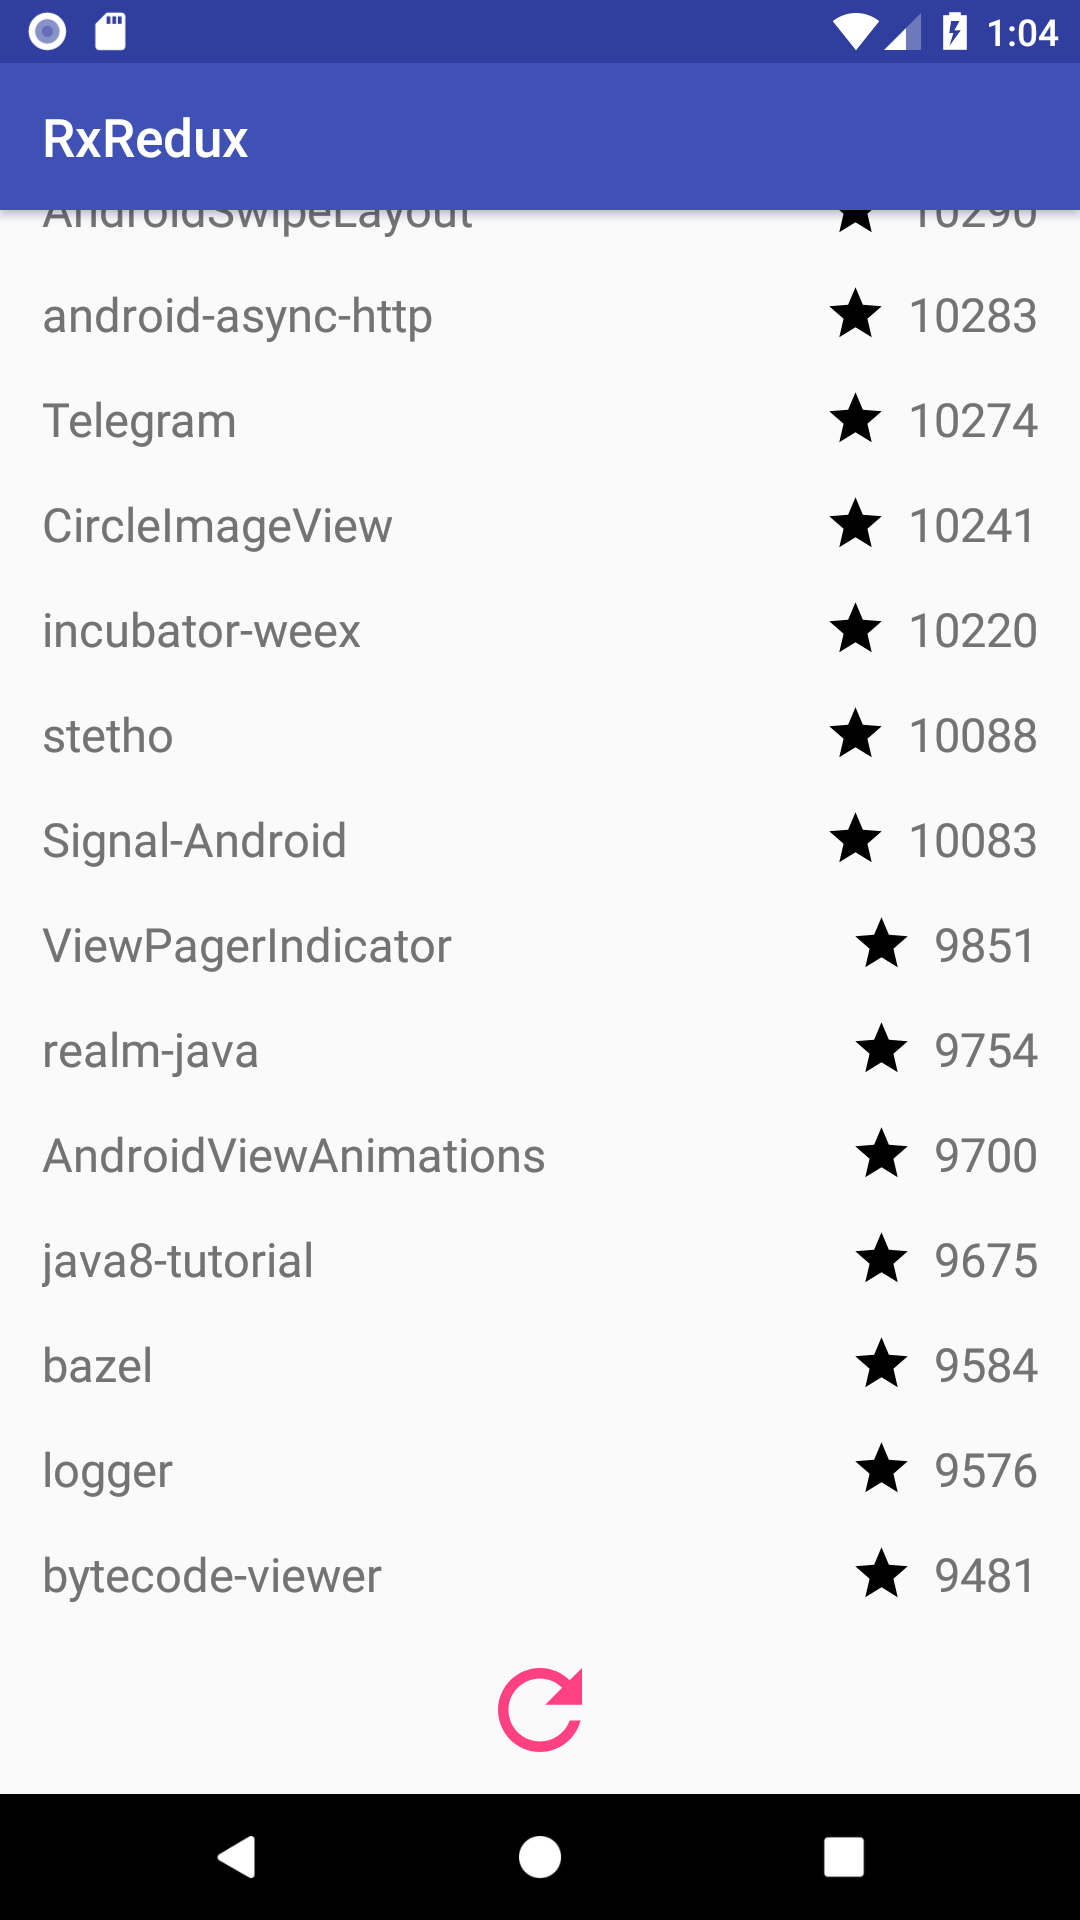 1:04
RxRedux
AndroidSwipeLayout 10290
android-async-http 10283
Telegram 10274
CircleImageView 10241
incubator-weex 10220
stetho 10088
Signal-Android 10083
ViewPagerIndicator 9851
realm-java 9754
AndroidViewAnimations 9700
java8-tutorial 9675
bazel 9584
logger 9576
bytecode-viewer 9481